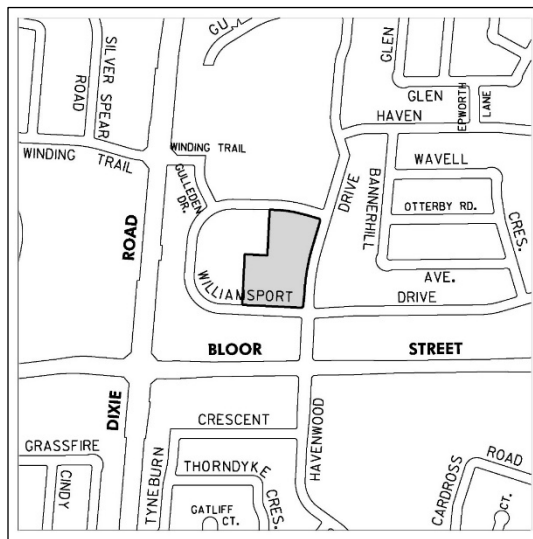 GU
SILVER SPEAR
ROAD
GLEN
GLEN
HAVEN
EPWORTH
LANE
WINDING TRAIL
WINDING TRAIL
GULLEDEN
DR.
DRIVE
BANNERHILL
WAVELL
OTTERBY RD.
CRES.
ROAD
AVE.
WILLIAMSPORT
DRIVE
BLOOR
STREET
DIXIE
CRESCENT
HAVENWOOD
GRASSFIRE
CINDY
TYNEBURN
THORNDYKE
CRES.
GATLIFF
CT.
CARDROSS
ROAD
CT.